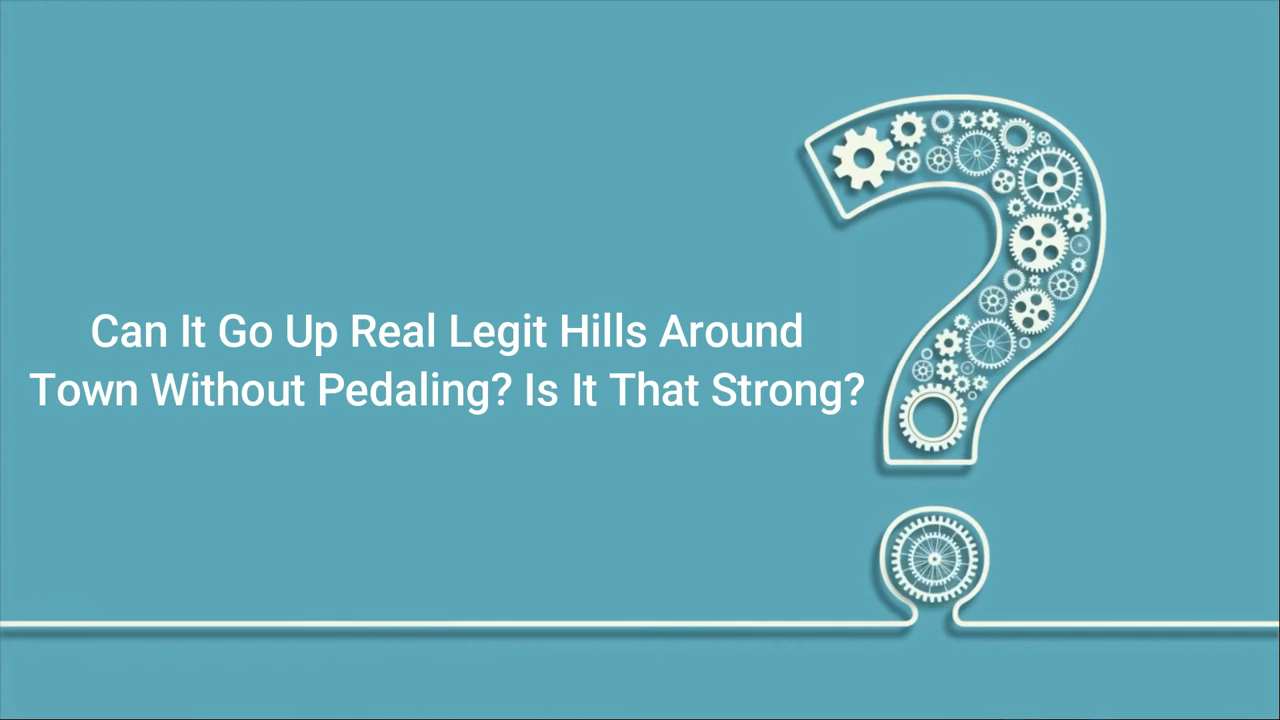 Can It Go Up Real Legit Hills Around
Town Without Pedaling? Is It That Strong?